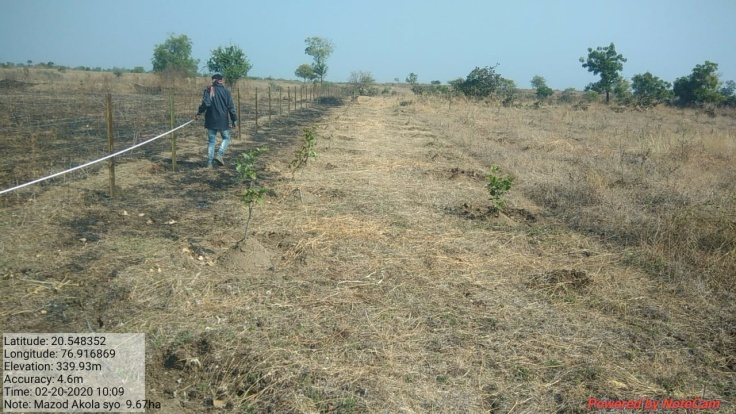 Latitude: 20.548352
Longitude: 76.916869
Elevation: 339.93m
Accuracy: 4.6m
Time: 02-20-2020 10:09
Note: Mazod Akola syo 9.67ha
Powered by NoteCam